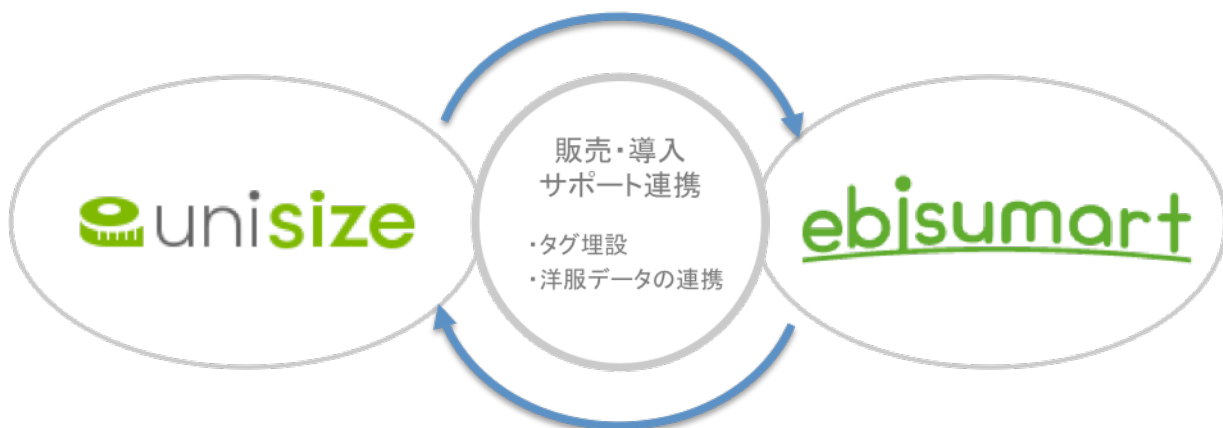 unisize
販売・導入
サポート連携
・タグ埋設
・洋服データの連携
ebisumart